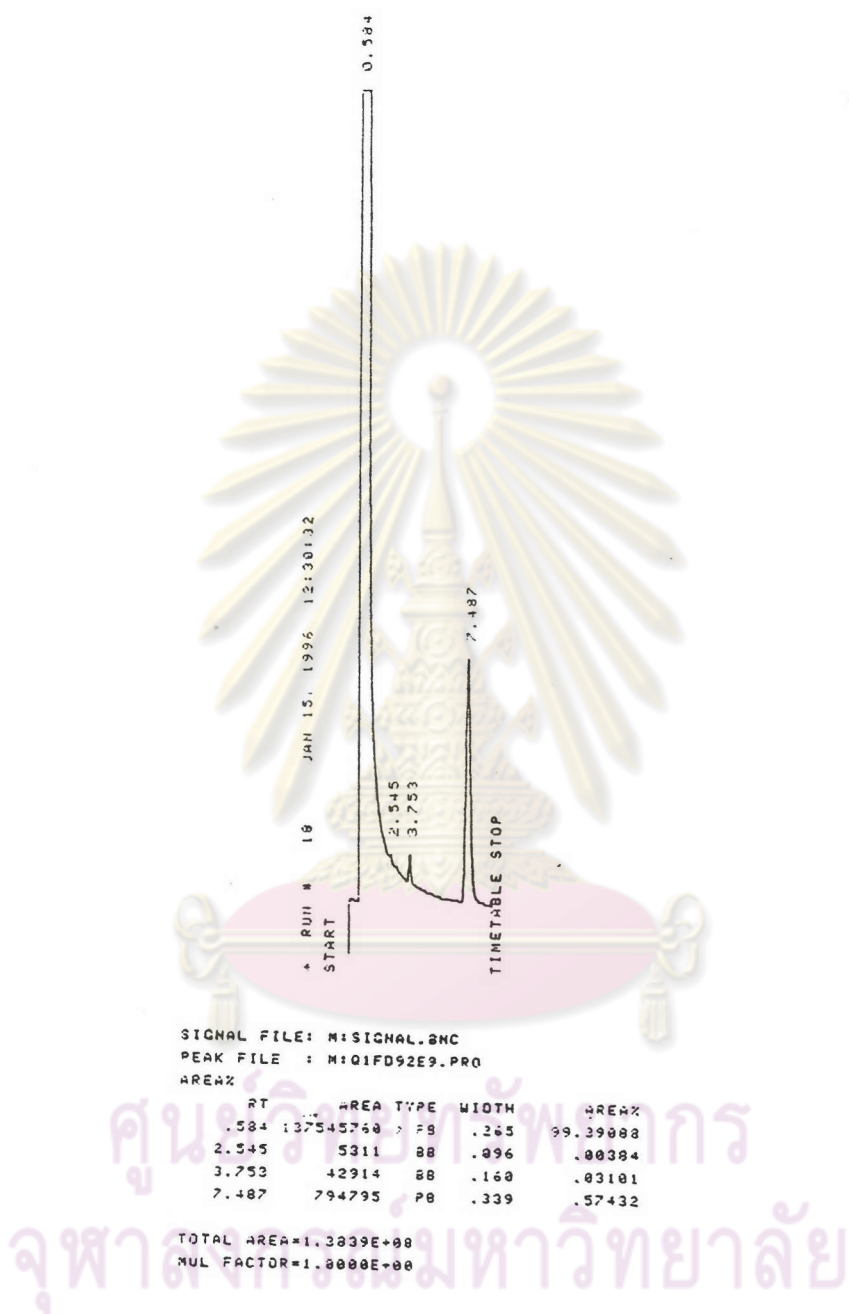 0.584
* RUN # 18 JAN 15, 1996 12:30:32
START
2.545
3.753
7.487
TIMETABLE STOP
SIGNAL FILE: M:SIGNAL.BNC
PEAK FILE : M:Q1FD92E9.PRO
AREA%
RT AREA TYPE WIDTH AREA%
.584 137545760 .265 99.39088
2.545 5311 BB .096 .00384
3.753 42914 BB .160 .03101
7.487 794795 PB .339 .57432
TOTAL AREA=1.3839E+08
MUL FACTOR=1.0000E+00
ศูนย์วิทยทรัพยากร
จุฬาลงกรณ์มหาวิทยาลัย